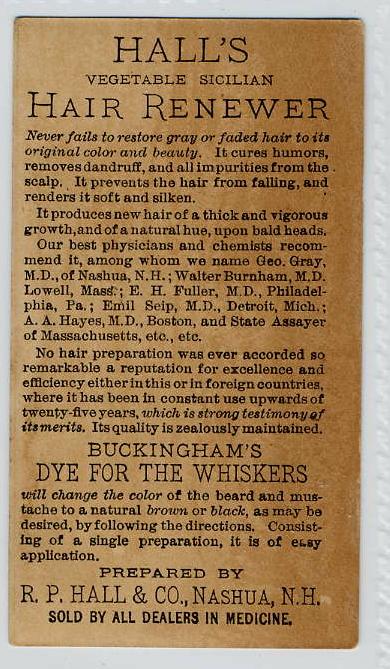 HALL'S
VEGETABLE SICILIAN
HAIR RENEWER
Never fails to restore gray or faded hair to its
original color and beauty. It cures humors,
removes dandruff, and all impurities from the
scalp. It prevents the hair from falling, and
renders it soft and silken.
It produces new hair of a thick and vigorous
growth, and of a natural hue, upon bald heads.
Our best physicians and chemists recom-
mend it, among whom we name Geo. Gray,
M.D., of Nashua, N.H.; Walter Burnham, M.D.
Lowell, Mass.; E. H. Fuller, M.D., Philadel-
phia, Pa.; Emil Seip, M.D., Detroit, Mich.;
A. A. Hayes, M.D., Boston, and State Assayer
of Massachusetts, etc., etc.
No hair preparation was ever accorded so
remarkable a reputation for excellence and
efficiency either in this or in foreign countries,
where it has been in constant use upwards of
twenty-five years, which is strong testimony of
its merits. Its quality is zealously maintained.
BUCKINGHAM'S
DYE FOR THE WHISKERS
will change the color of the beard and mus-
tache to a natural brown or black, as may be
desired, by following the directions. Consist-
ing of a single preparation, it is of easy
application.
PREPARED BY
R. P. HALL & CO., NASHUA, N.H.
SOLD BY ALL DEALERS IN MEDICINE.